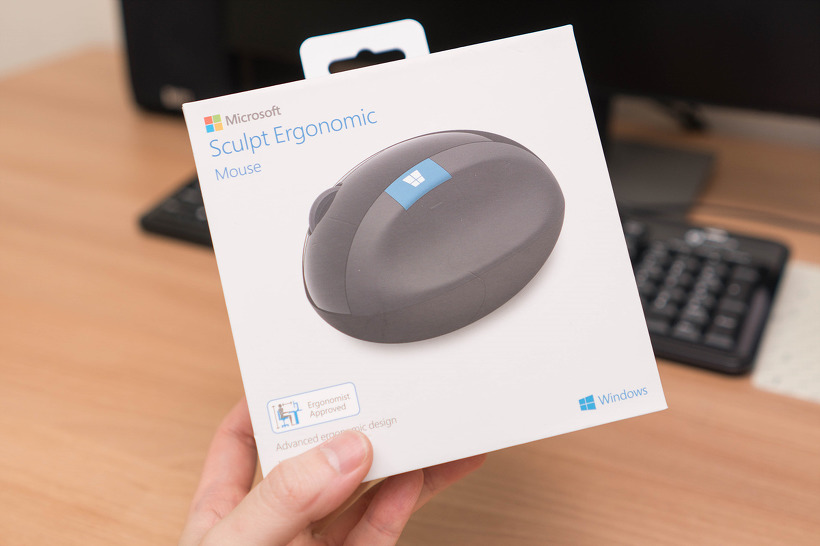 Microsoft
Sculpt Ergonomic
Mouse
Ergonomist
Approved
Advanced ergonomic design
Windows